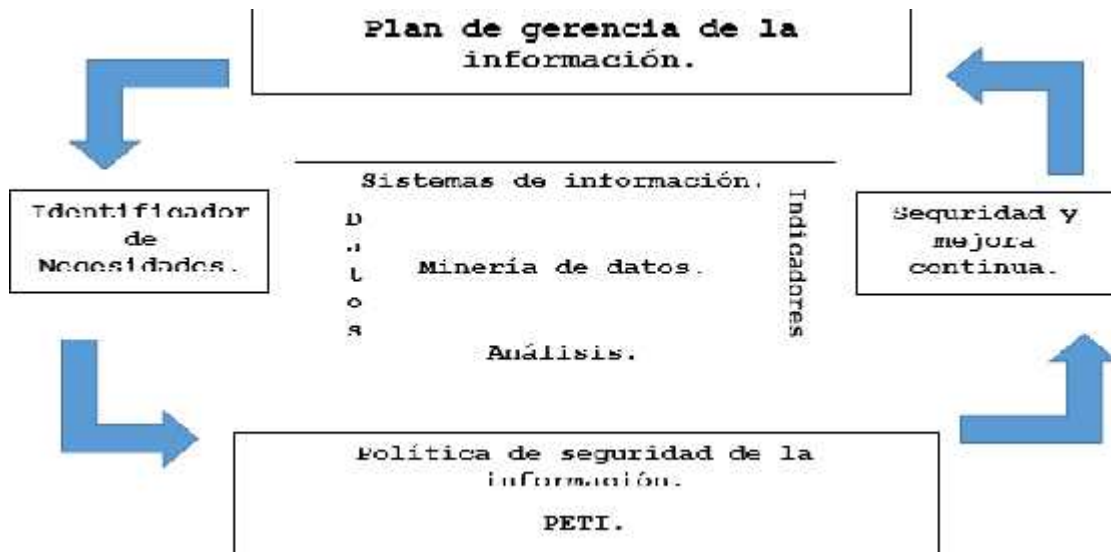 Plan de gerencia de la
información.
Sistemas de información.
Identificador
de
Necesidades.
Datos
Minería de datos.
Indicadores
Seguridad y
mejora
continua.
Análisis.
Política de seguridad de la
información.
PETI.